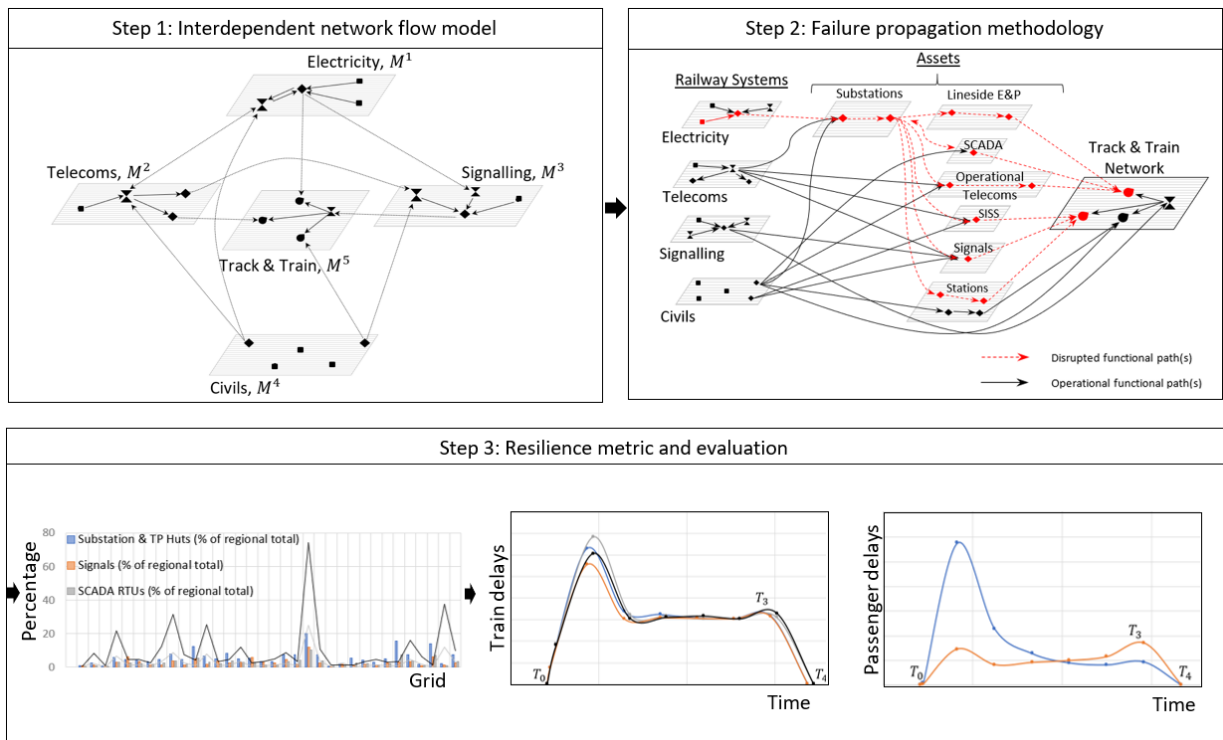 Step 1: Interdependent network flow model
Electricity, M¹
Telecoms, M²
Signalling, M³
Track & Train, M⁵
Civils, M⁴
Step 2: Failure propagation methodology
Assets
Railway Systems
Substations
Lineside E&P
Electricity
SCADA
Track & Train
Network
Telecoms
Operational
Telecoms
SISS
Signalling
Signals
Stations
Civils
Disrupted functional path(s)
Operational functional path(s)
Step 3: Resilience metric and evaluation
Percentage
80
60
40
20
0
Substation & TP Huts (% of regional total)
Signals (% of regional total)
SCADA RTUs (% of regional total)
Grid
Train delays
T₀
T₃
T₄
Time
Passenger delays
T₀
T₃
T₄
Time